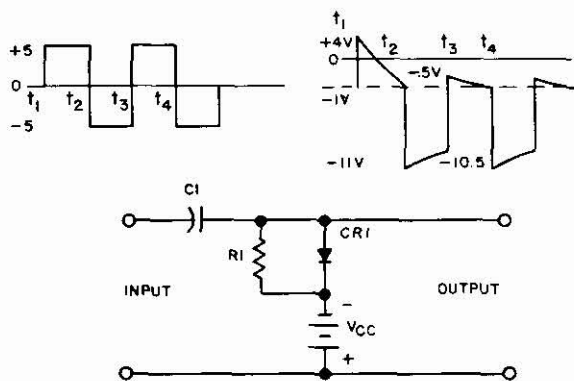 +5
0
t1 t2 t3 t4
-5
t1
+4V t2 t3 t4
0
-.5V
-1V
-11V -10.5
C1
R1
CR1
INPUT
OUTPUT
-
VCC
+